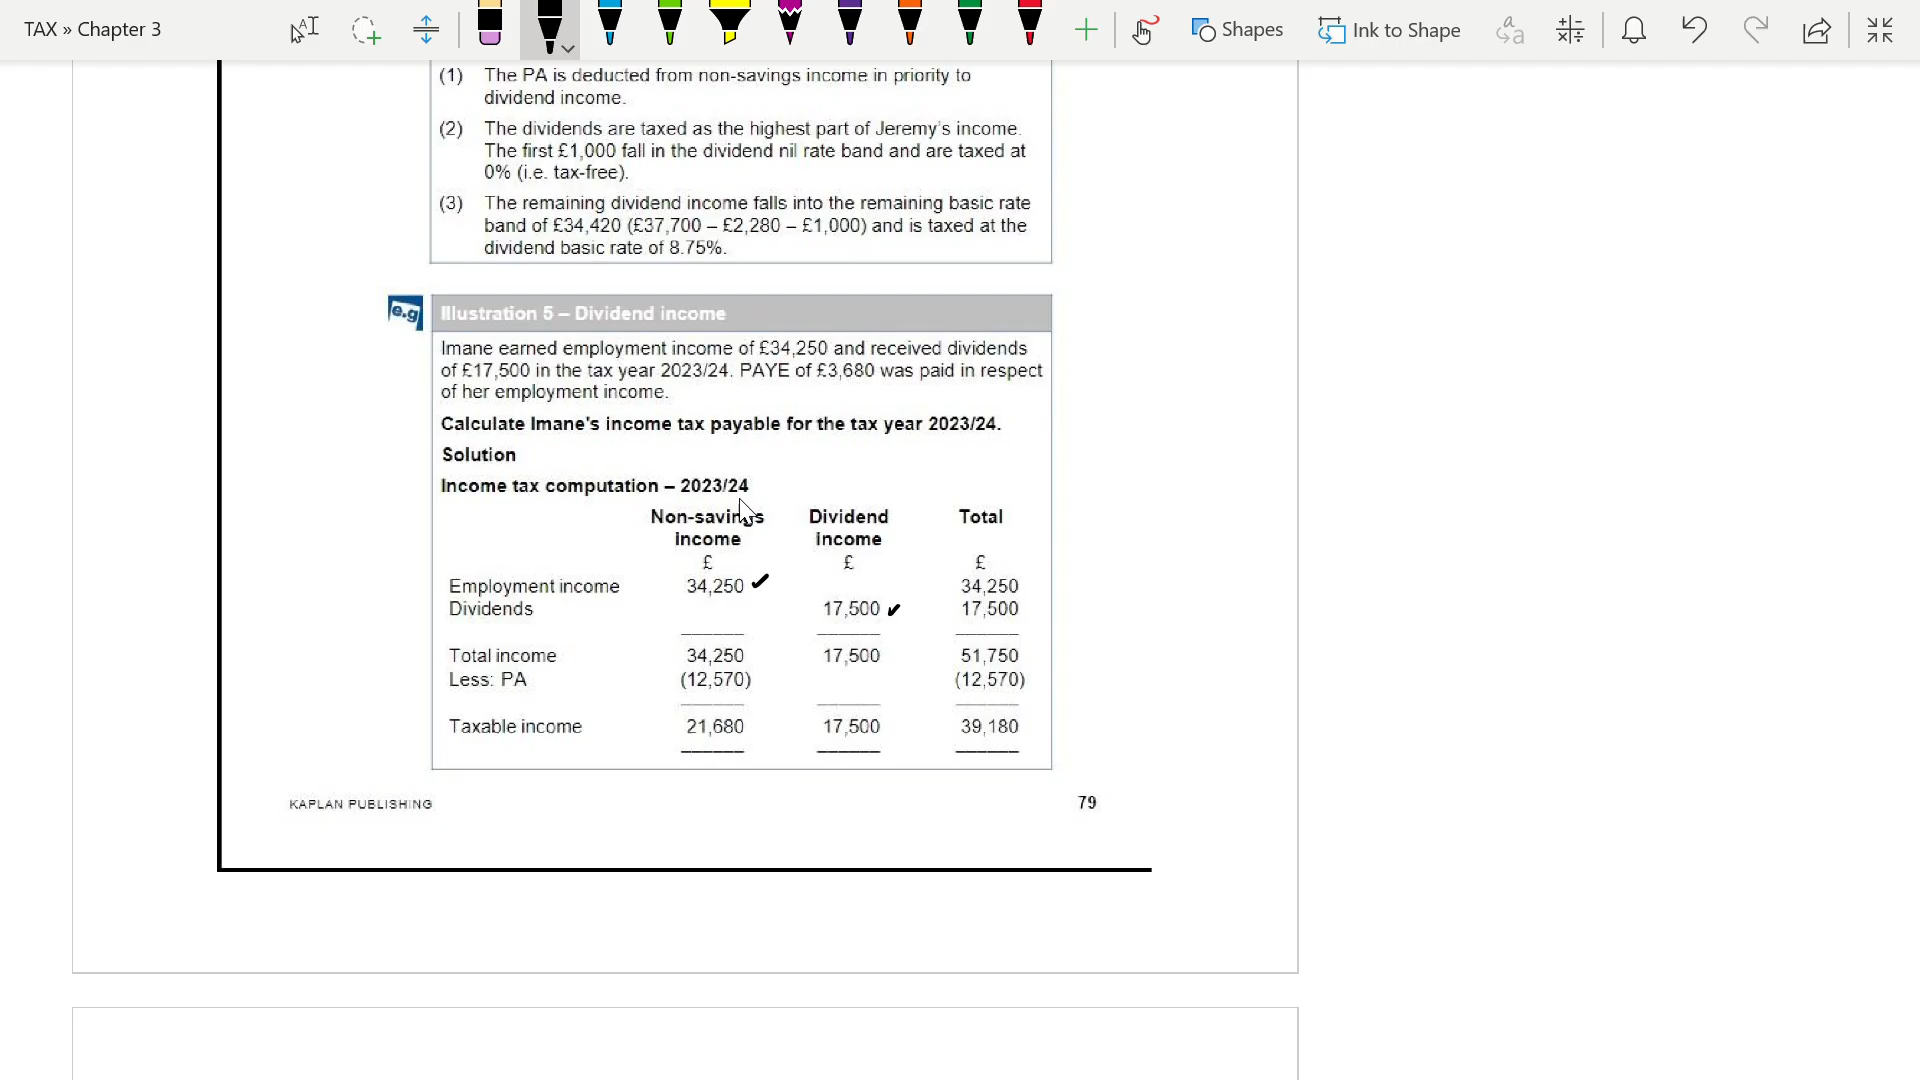 TAX » Chapter 3
Shapes
Ink to Shape
(1) The PA is deducted from non-savings income in priority to
dividend income.
(2) The dividends are taxed as the highest part of Jeremy's income.
The first £1,000 fall in the dividend nil rate band and are taxed at
0% (i.e. tax-free).
(3) The remaining dividend income falls into the remaining basic rate
band of £34,420 (£37,700 – £2,280 – £1,000) and is taxed at the
dividend basic rate of 8.75%.
e.g
Illustration 5 – Dividend income
Imane earned employment income of £34,250 and received dividends
of £17,500 in the tax year 2023/24. PAYE of £3,680 was paid in respect
of her employment income.
Calculate Imane's income tax payable for the tax year 2023/24.
Solution
Income tax computation – 2023/24
Non-savings Dividend Total
income income
£ £ £
Employment income 34,250 34,250
Dividends 17,500 17,500
Total income 34,250 17,500 51,750
Less: PA (12,570) (12,570)
Taxable income 21,680 17,500 39,180
KAPLAN PUBLISHING 79